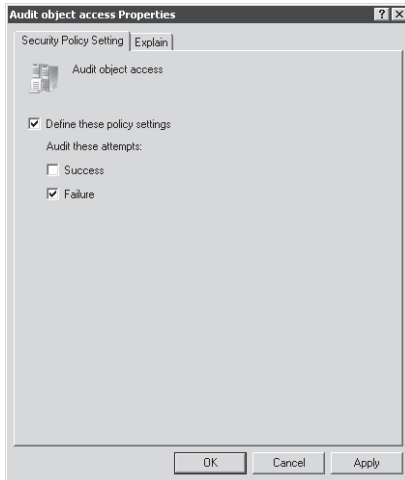 Audit object access Properties
Security Policy Setting
Explain
Audit object access
Define these policy settings
Audit these attempts:
Success
Failure
OK
Cancel
Apply